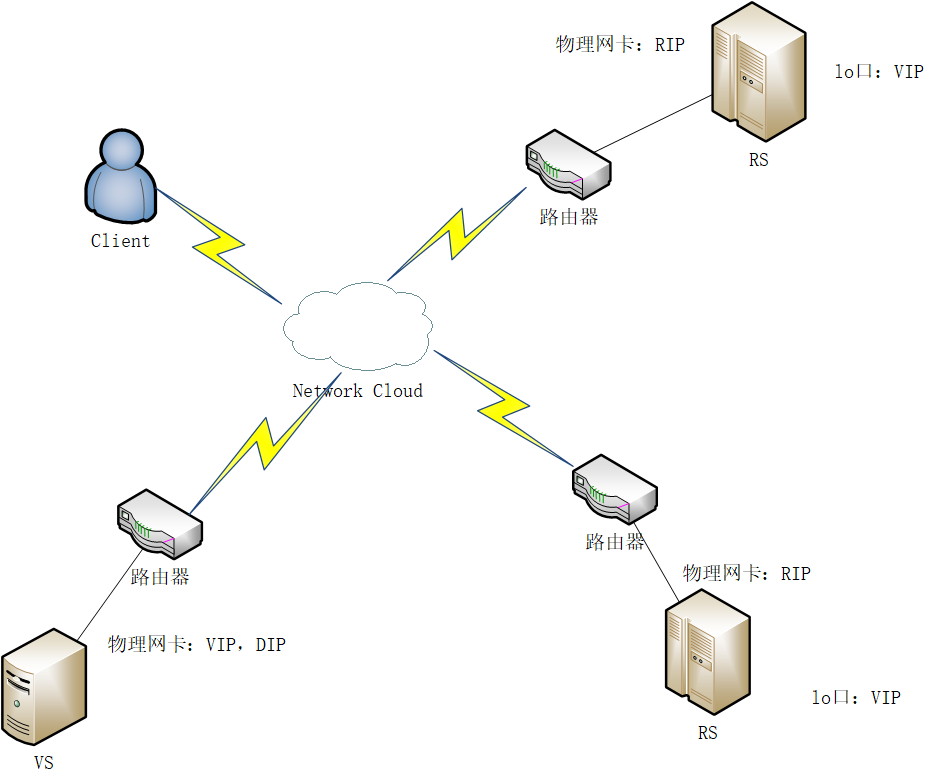 物理网卡：RIP
lo口：VIP
RS
路由器
Client
Network Cloud
路由器
物理网卡：RIP
路由器
物理网卡：VIP，DIP
lo口：VIP
RS
VS